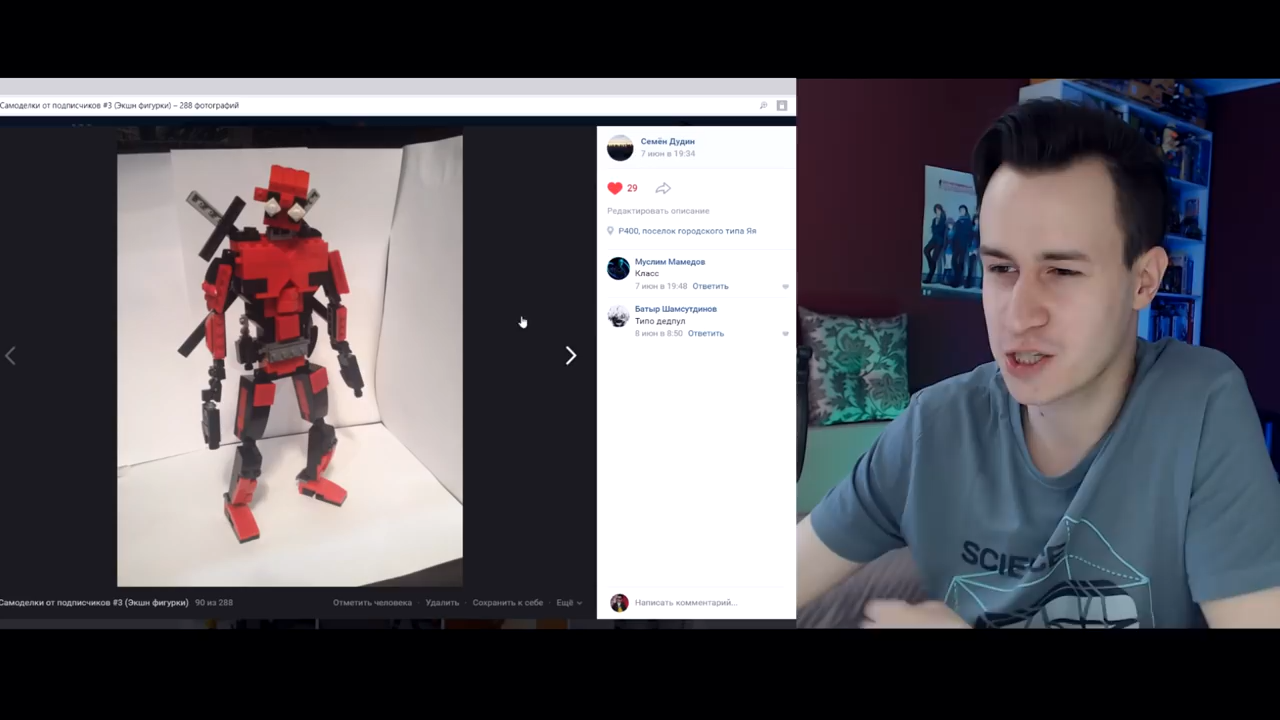 Самоделки от подписчиков #3 (Экшн фигурки) – 288 фотографий
Семён Дудин
7 июн в 19:34
29
Редактировать описание
Р400, поселок городского типа Яя
Муслим Мамедов
Класс
7 июн в 19:48 Ответить
Батыр Шамсутдинов
Типо дедпул
8 июн в 8:50 Ответить
Самоделки от подписчиков #3 (Экшн фигурки) 90 из 288
Отметить человека · Удалить · Сохранить к себе · Ещё
Написать комментарий...
SCIECE